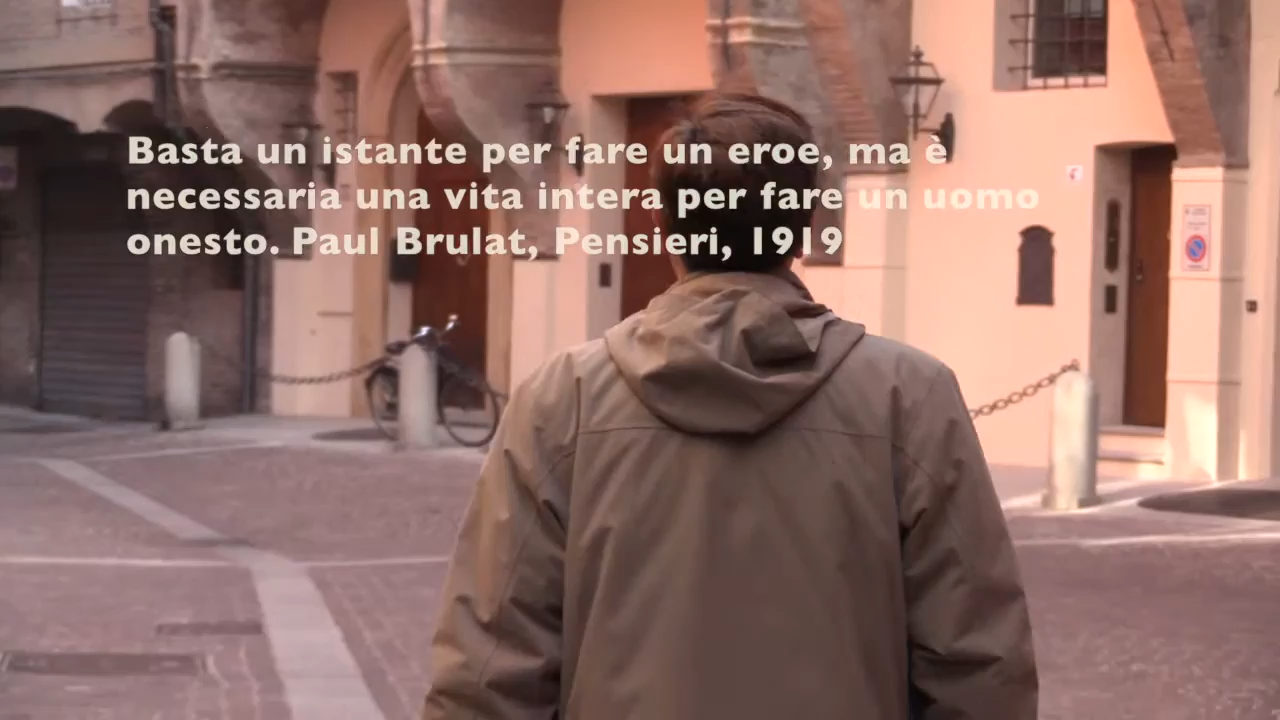 Basta un istante per fare un eroe, ma è
necessaria una vita intera per fare un uomo
onesto. Paul Brulat, Pensieri, 1919